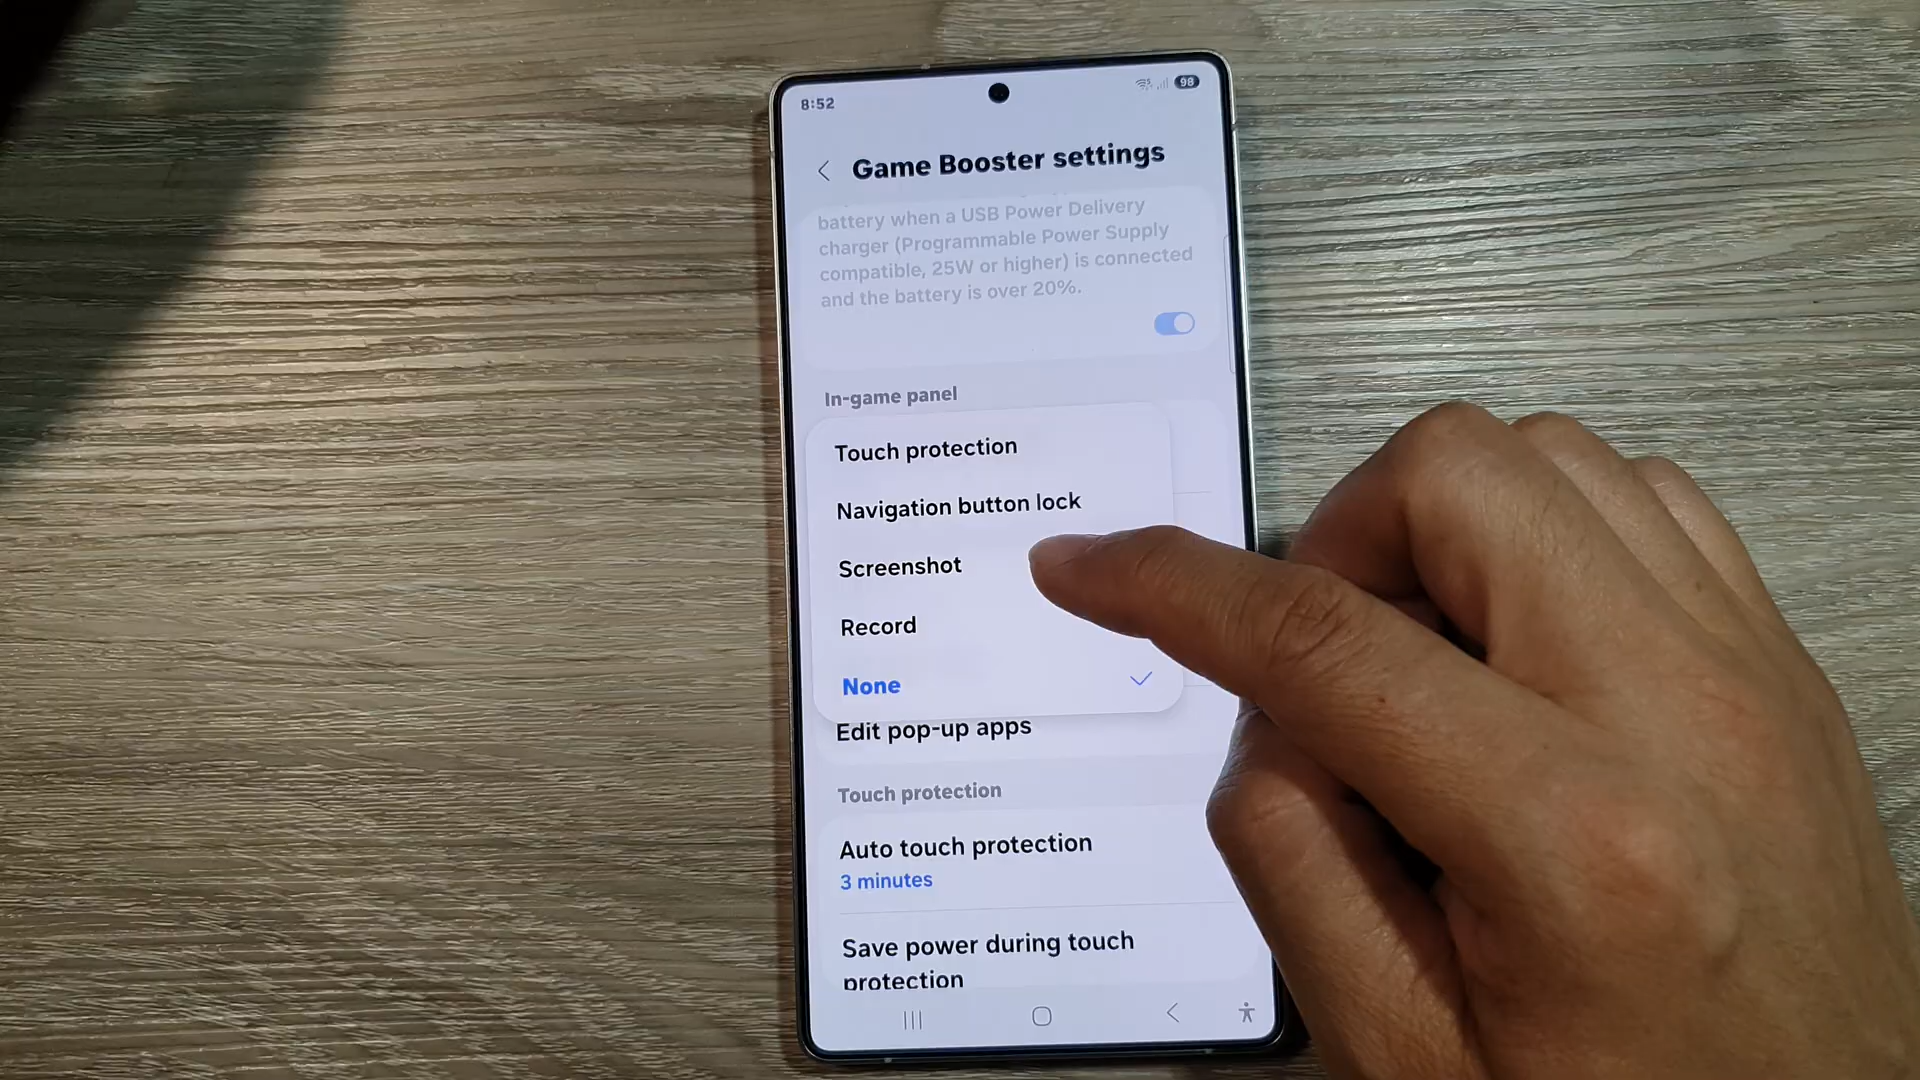 8:52
98
Game Booster settings
battery when a USB Power Delivery
charger (Programmable Power Supply
compatible, 25W or higher) is connected
and the battery is over 20%.
In-game panel
Touch protection
Navigation button lock
Screenshot
Record
None
Edit pop-up apps
Touch protection
Auto touch protection
3 minutes
Save power during touch
protection